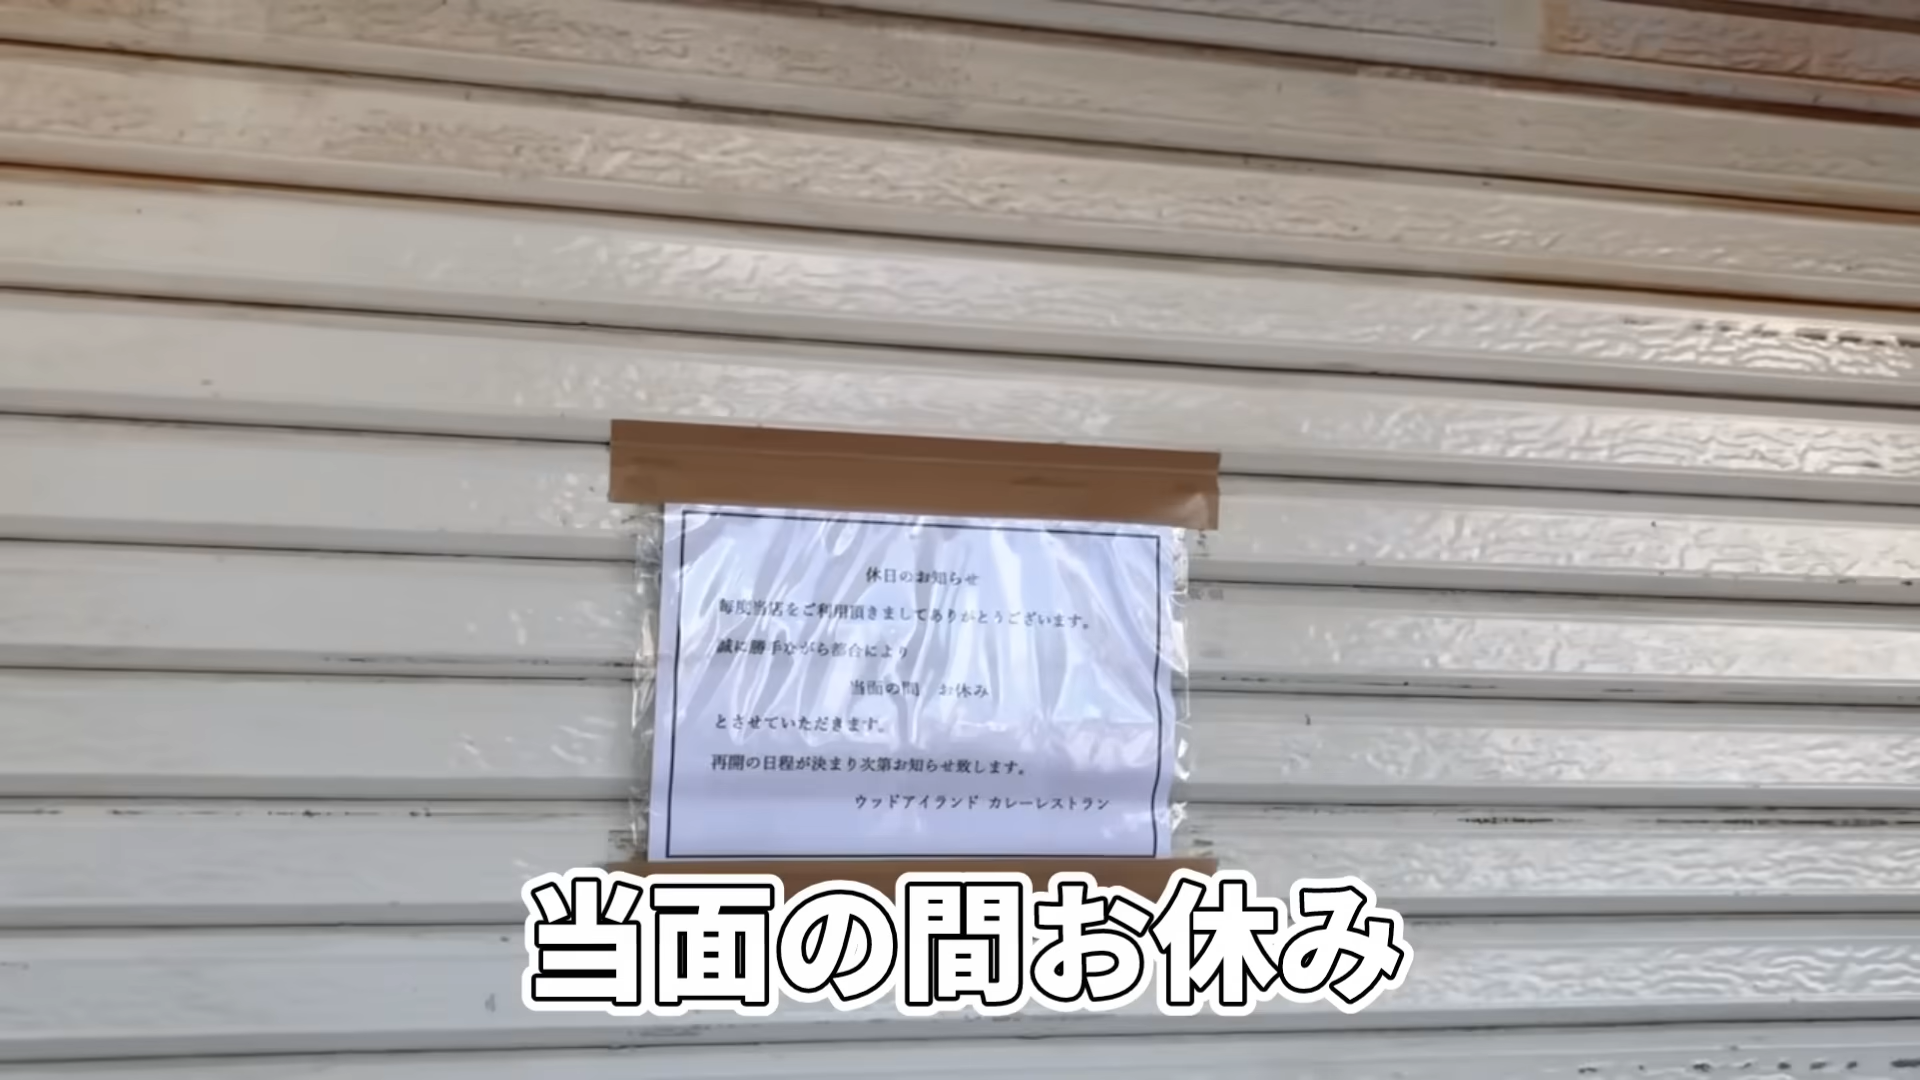 休日のお知らせ
毎度当店をご利用頂きましてありがとうございます。
誠に勝手ながら都合により
当面の間　お休み
とさせていただきます。
再開の日程が決まり次第お知らせ致します。
ウッドアイランド カレーレストラン
当面の間お休み